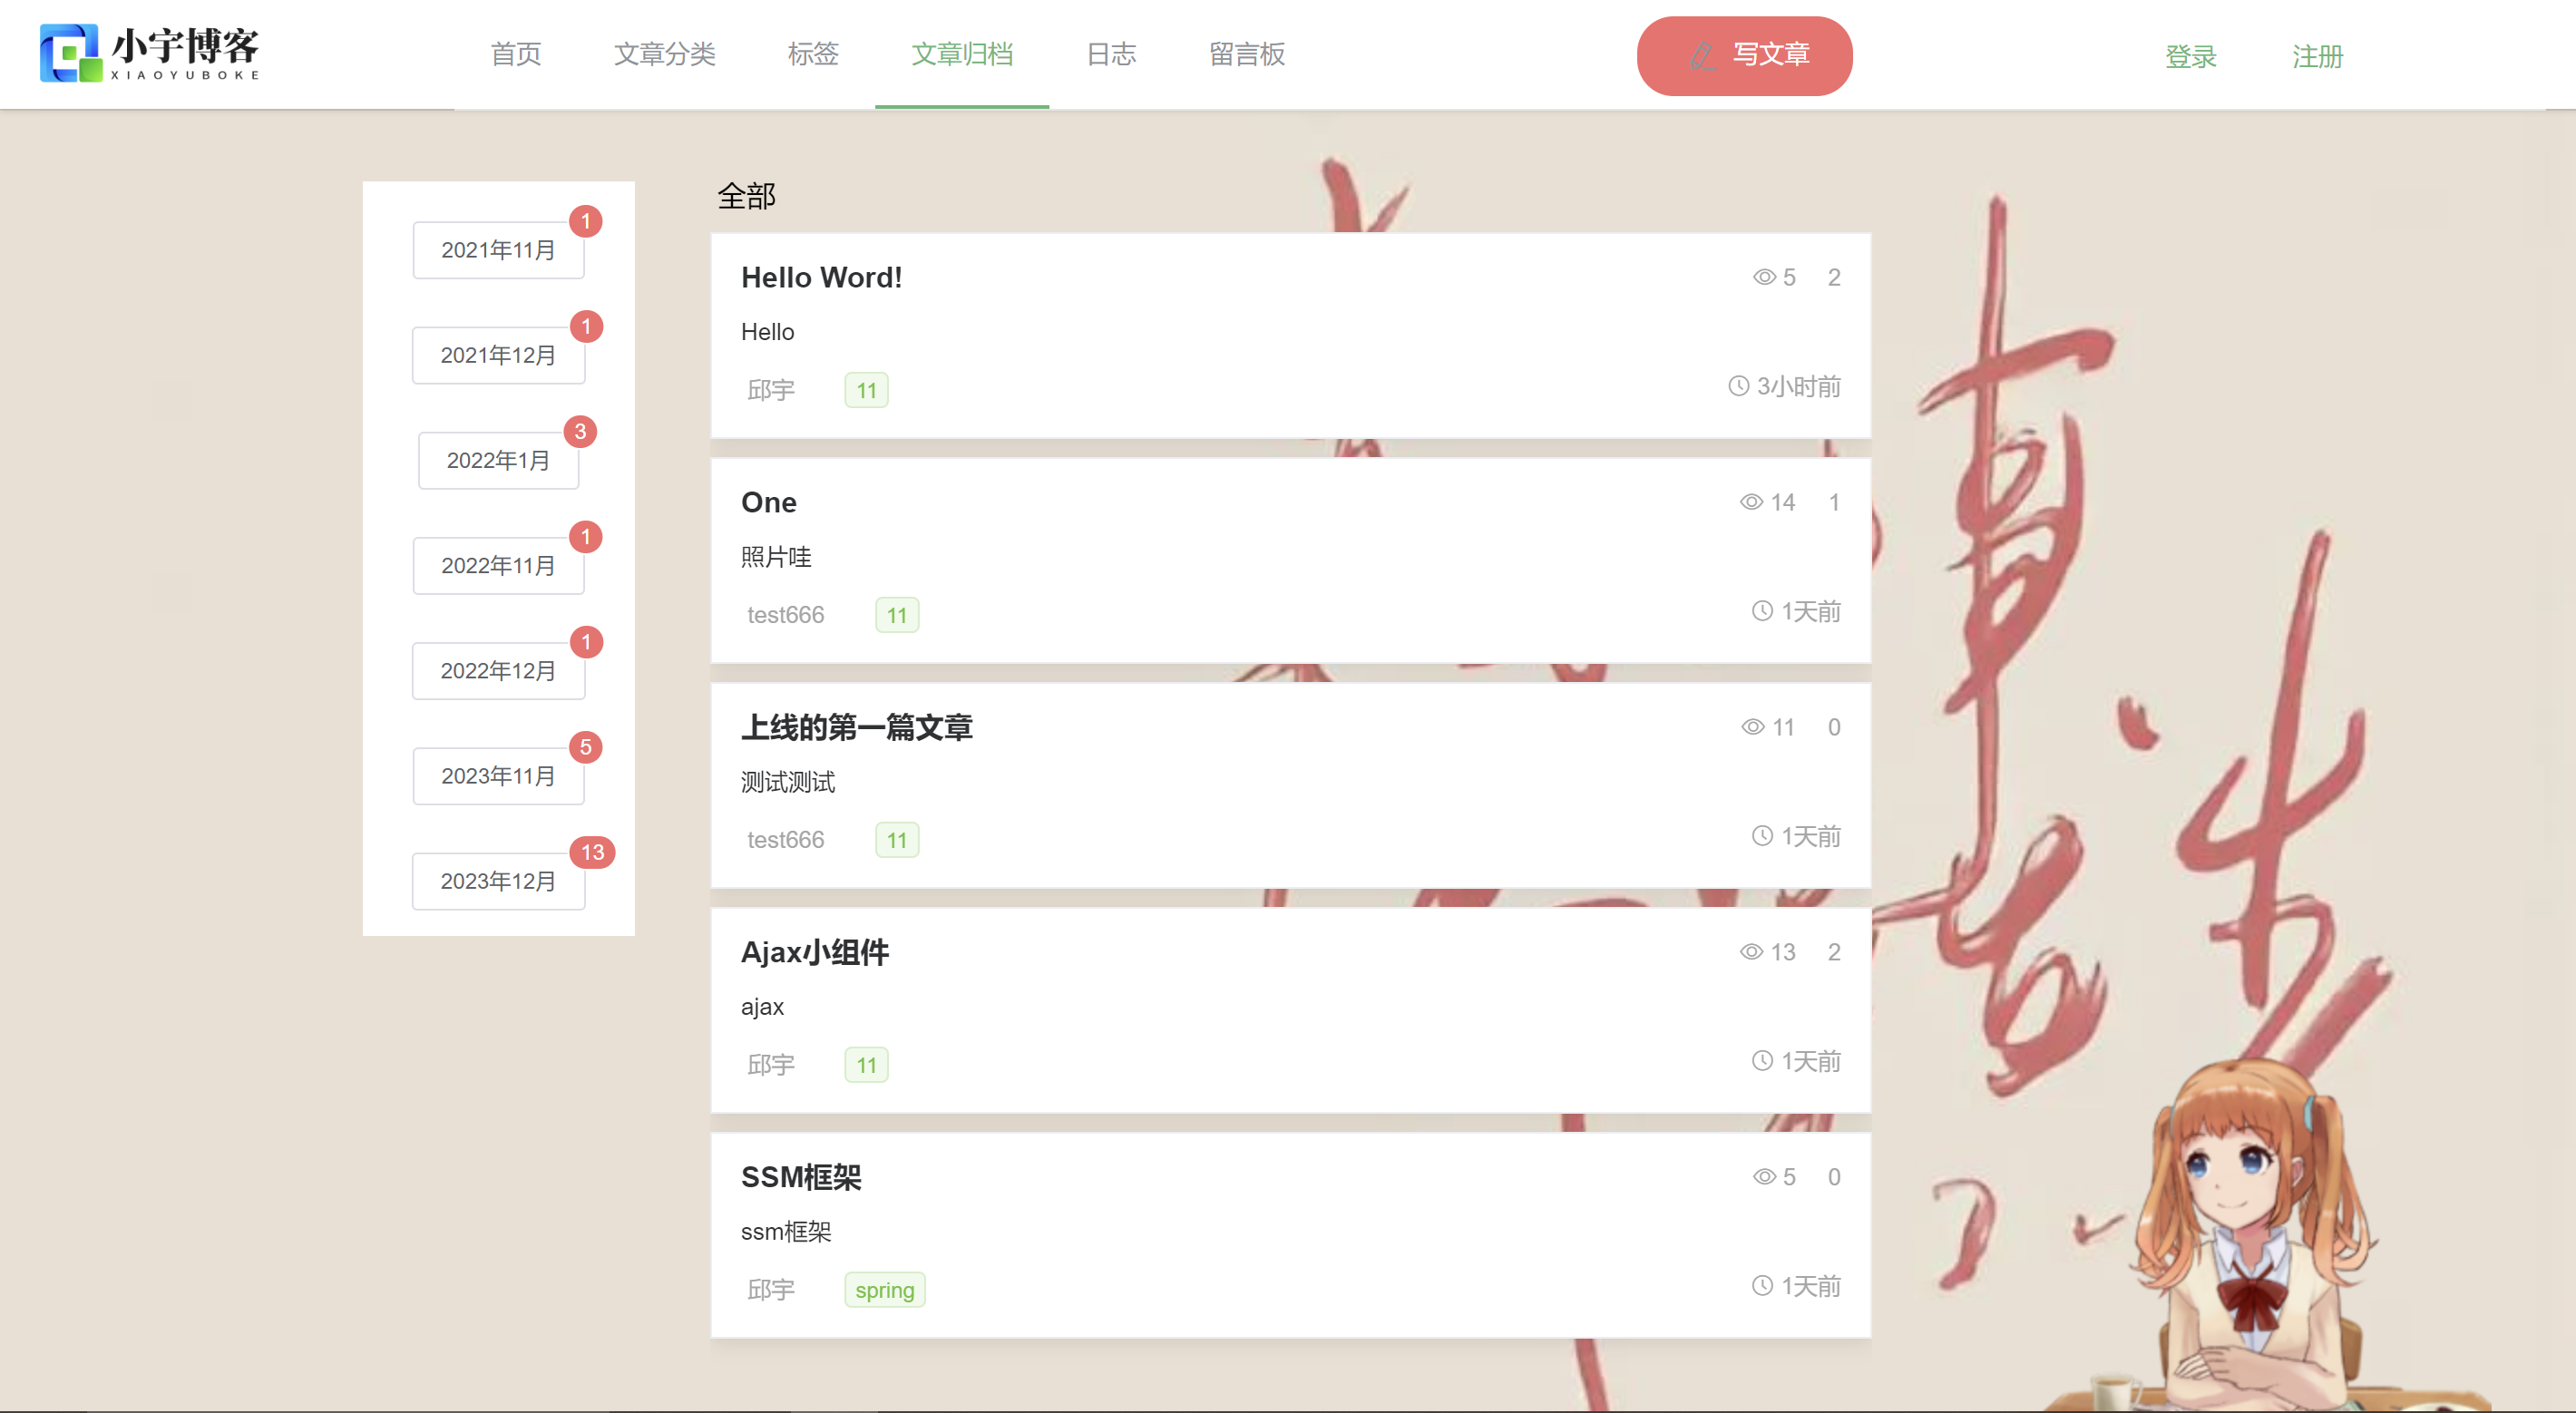 小宇博客
XIAOYUBOKE
首页 文章分类 标签 文章归档 日志 留言板 写文章 登录 注册
1
2021年11月
1
2021年12月
3
2022年1月
1
2022年11月
1
2022年12月
5
2023年11月
13
2023年12月
全部
Hello Word! 5 2
Hello
邱宇 11 3小时前
One 14 1
照片哇
test666 11 1天前
上线的第一篇文章 11 0
测试测试
test666 11 1天前
Ajax小组件 13 2
ajax
邱宇 11 1天前
SSM框架 5 0
ssm框架
邱宇 spring 1天前